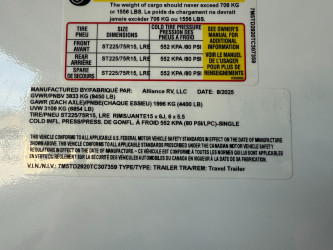 The weight of cargo should never exceed 706 KG
or 1556 LBS. Le poids de chargement ne devrait
jamais excéder 706 KG ou 1556 LBS.
TIRE
PNEU
SIZE
DIMENSIONS
COLD TIRE PRESSURE
PRESSION DES
PNEUS À FROID
SEE OWNER'S
MANUAL FOR
ADDITIONAL
INFORMATION
VOIR LE MANUEL
DE L'USAGER
POUR PLUS DE
RENSEIGNEMENTS
FRONT
AVANT
ST225/75R15, LRE
552 KPA /80 PSI
REAR
ARRIÈRE
ST225/75R15, LRE
552 KPA /80 PSI
SPARE
DE SECOURS
ST225/75R15, LRE
552 KPA /80 PSI
MANUFACTURED BY/FABRIQUÉ PAR: Alliance RV, LLC DATE: 8/2025
GVWR/PNBV 3833 KG (8450 LB)
GAWR (EACH AXLE)/PNBE(CHAQUE ESSIEU) 1996 KG (4400 LB)
UVW 3108 KG (6854 LB)
TIRE/PNEU ST225/75R15, LRE RIMS/JANTE15 x 6J, 6 x 5.5
COLD INFL. PRESS/PRES. DE GONFL. À FROID 552 KPA (80 PSI/LPC)-SINGLE
THIS VEHICLE CONFORMS TO ALL APPLICABLE U.S. FEDERAL MOTOR VEHICLE SAFETY STANDARDS IN EFFECT ON THE DATE OF MANUFACTURE
SHOWN ABOVE. THIS VEHICLE CONFORMS TO ALL APPLICABLE STANDARDS PRESCRIBED UNDER THE CANADIAN MOTOR VEHICLE SAFETY
REGULATIONS IN EFFECT ON THE DATE OF MANUFACTURE. CE VÉHICULE EST CONFORME À TOUTES LES NORMES QUI LUI SONT APPLICABLES
EN VERTU DU RÈGLEMENT SUR LA SÉCURITÉ DES VÉHICULES AUTOMOBILES DU CANADA EN VIGUEUR À LA DATE DE SA FABRICATION.
V.I.N./N.I.V.: 7M5TD2920TC307359 TYPE/TYPE: TRAILER TRA/REM: Travel Trailer